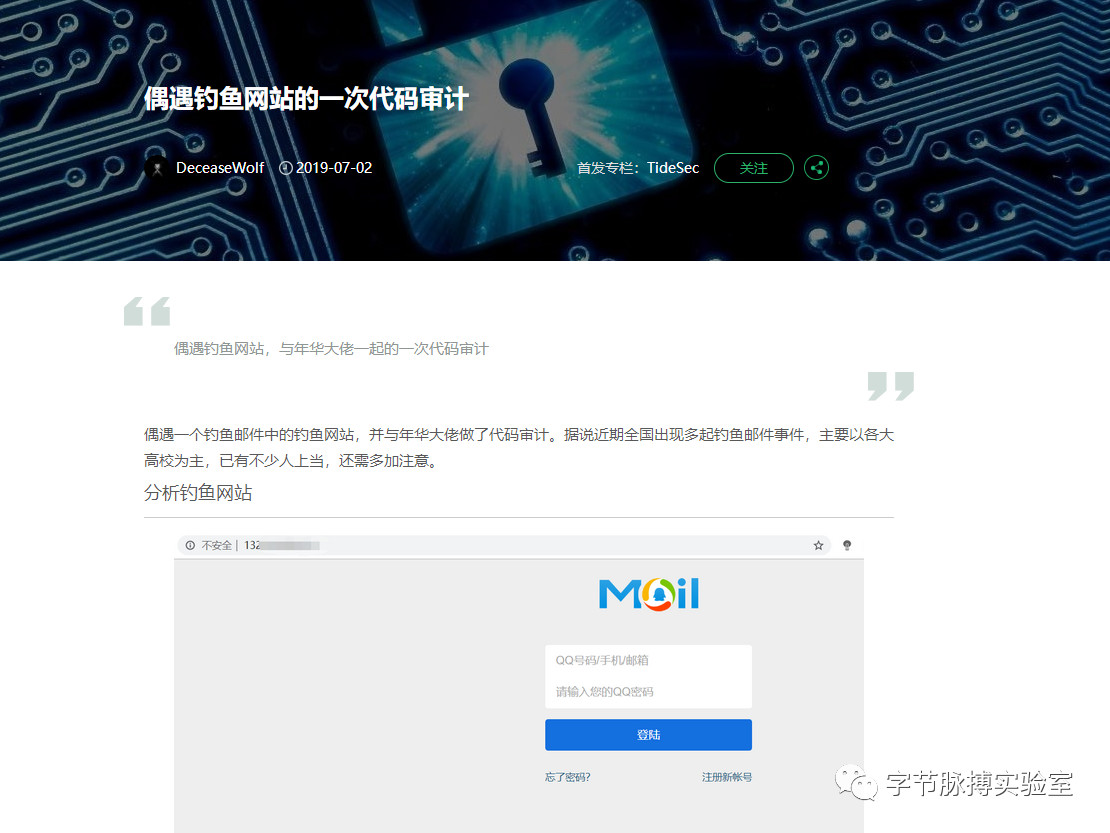 偶遇钓鱼网站的一次代码审计
DeceaseWolf 2019-07-02 首发专栏：TideSec 关注
偶遇钓鱼网站，与年华大佬一起的一次代码审计
偶遇一个钓鱼邮件中的钓鱼网站，并与年华大佬做了代码审计。据说近期全国出现多起钓鱼邮件事件，主要以各大
高校为主，已有不少人上当，还需多加注意。
分析钓鱼网站
不安全 | 132
Mail
QQ号码/手机/邮箱
请输入您的QQ密码
登陆
忘了密码? 注册新帐号
字节脉搏实验室